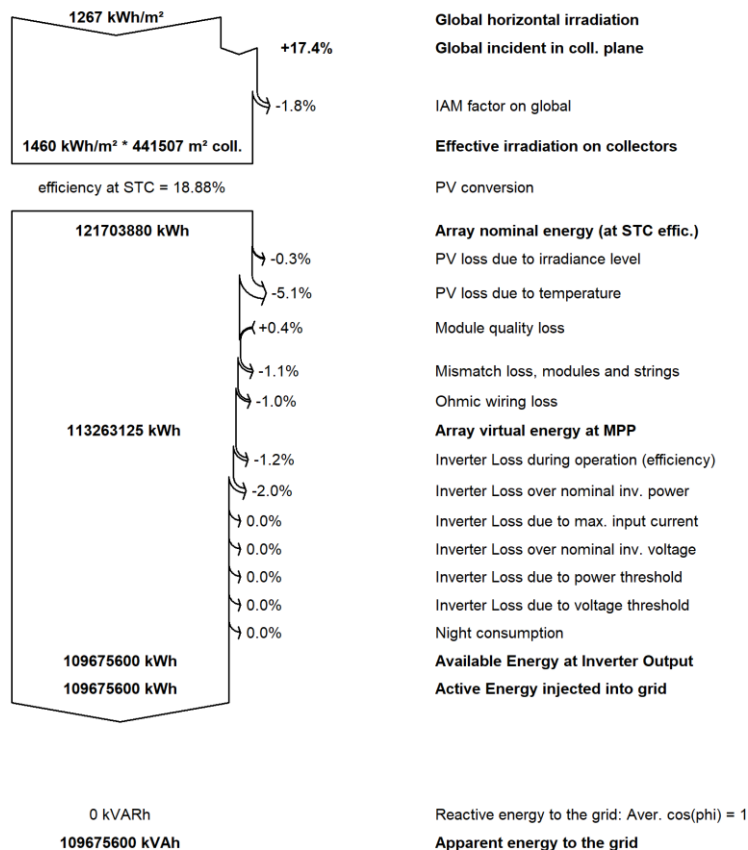 1267 kWh/m² Global horizontal irradiation
+17.4% Global incident in coll. plane
-1.8% IAM factor on global
1460 kWh/m² * 441507 m² coll. Effective irradiation on collectors
efficiency at STC = 18.88% PV conversion
121703880 kWh Array nominal energy (at STC effic.)
-0.3% PV loss due to irradiance level
-5.1% PV loss due to temperature
+0.4% Module quality loss
-1.1% Mismatch loss, modules and strings
-1.0% Ohmic wiring loss
113263125 kWh Array virtual energy at MPP
-1.2% Inverter Loss during operation (efficiency)
-2.0% Inverter Loss over nominal inv. power
0.0% Inverter Loss due to max. input current
0.0% Inverter Loss over nominal inv. voltage
0.0% Inverter Loss due to power threshold
0.0% Inverter Loss due to voltage threshold
0.0% Night consumption
109675600 kWh Available Energy at Inverter Output
109675600 kWh Active Energy injected into grid
0 kVARh Reactive energy to the grid: Aver. cos(phi) = 1
109675600 kVAh Apparent energy to the grid